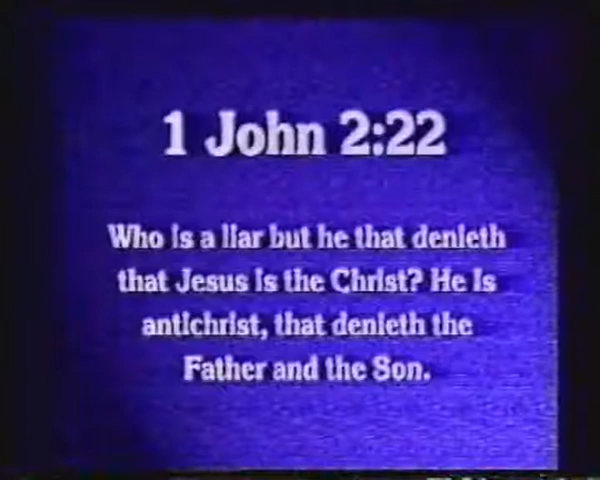 1 John 2:22
Who is a liar but he that denieth
that Jesus is the Christ? He is
antichrist, that denieth the
Father and the Son.